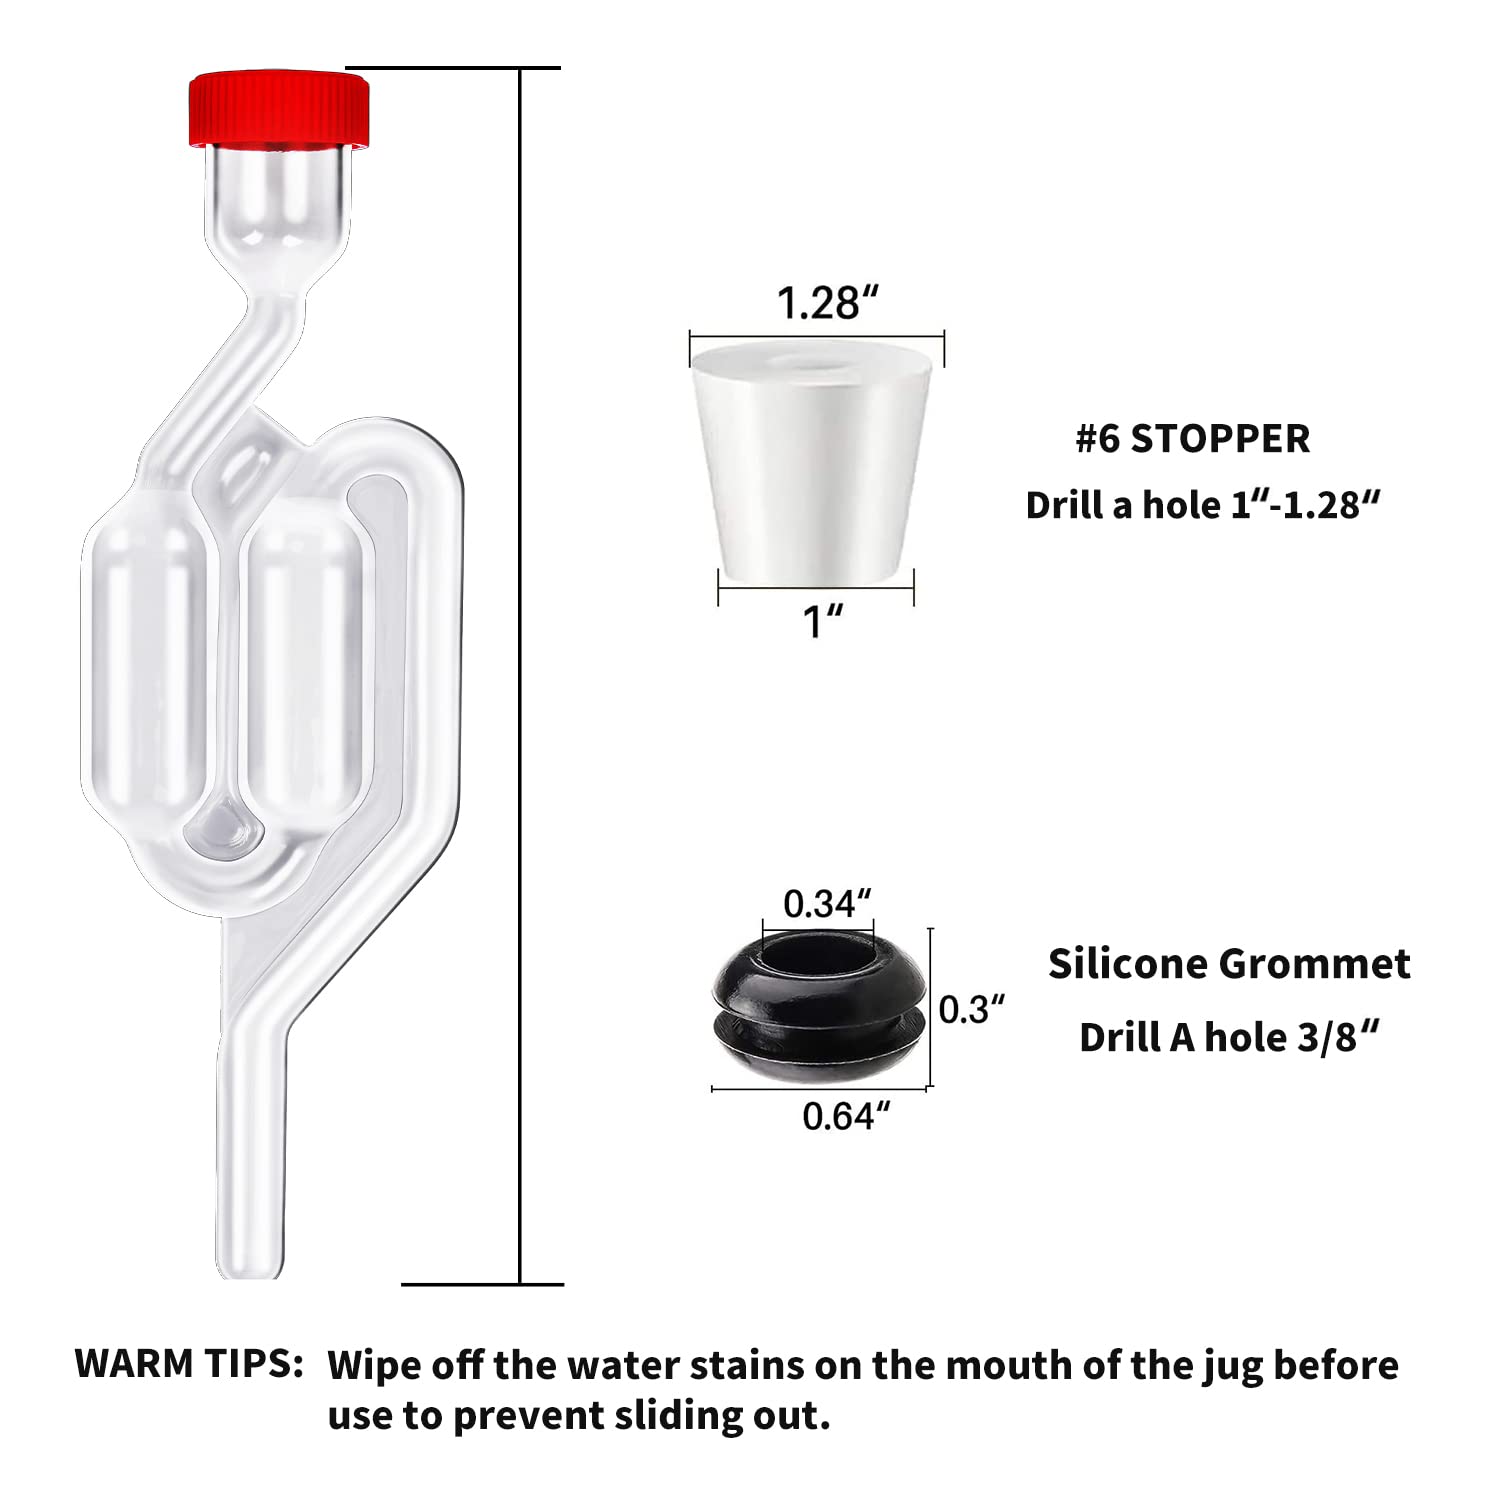 1.28“
#6 STOPPER
Drill a hole 1“-1.28“
1“
0.34“
0.3“
Silicone Grommet
Drill A hole 3/8“
0.64“
WARM TIPS: Wipe off the water stains on the mouth of the jug before
use to prevent sliding out.